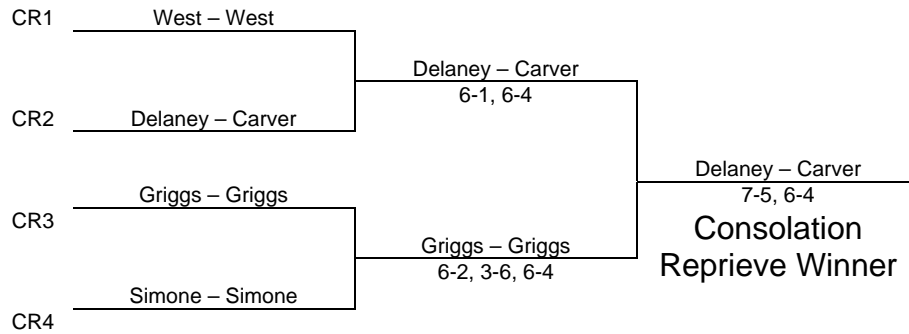 CR1
West – West
Delaney – Carver
6-1, 6-4
CR2
Delaney – Carver
Delaney – Carver
7-5, 6-4
Consolation
Reprieve Winner
CR3
Griggs – Griggs
Griggs – Griggs
6-2, 3-6, 6-4
Simone – Simone
CR4